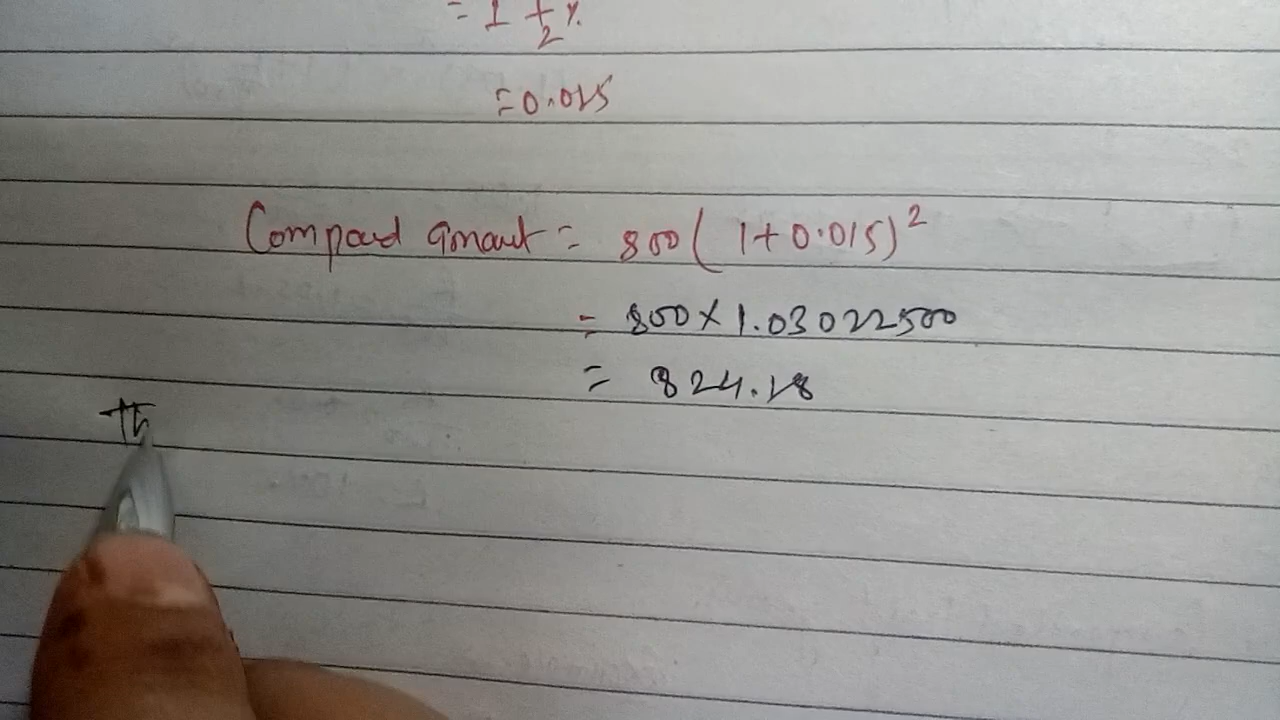 = 1 1/2 %
= 0.015
Compound amount = 800 ( 1 + 0.015)²
= 800 × 1.03022500
= 824.18
Th